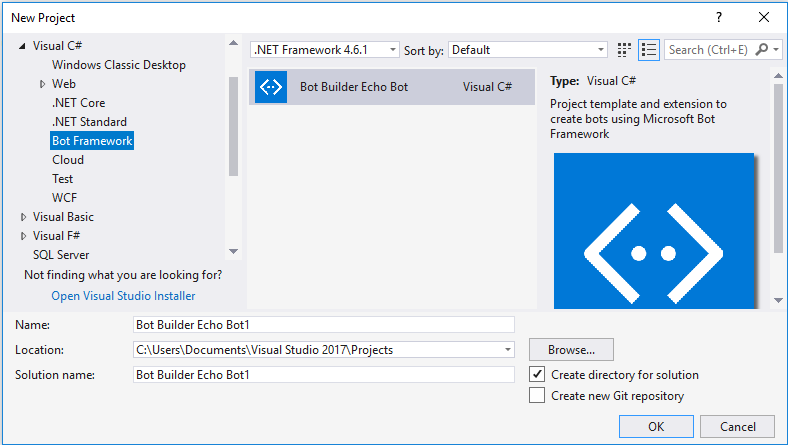 New Project
Visual C#
Windows Classic Desktop
Web
.NET Core
.NET Standard
Bot Framework
Cloud
Test
WCF
Visual Basic
Visual F#
SQL Server
Not finding what you are looking for?
Open Visual Studio Installer
.NET Framework 4.6.1
Sort by:
Default
Search (Ctrl+E)
Bot Builder Echo Bot
Visual C#
Type: Visual C#
Project template and extension to
create bots using Microsoft Bot
Framework
Name:
Bot Builder Echo Bot1
Location:
C:\Users\Documents\Visual Studio 2017\Projects
Browse...
Solution name:
Bot Builder Echo Bot1
Create directory for solution
Create new Git repository
OK
Cancel